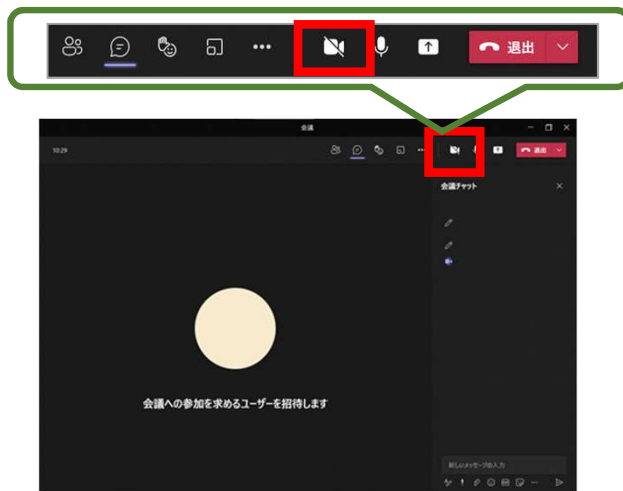 退出
会議
10:29
退出
会議チャット
会議への参加を求めるユーザーを招待します
新しいメッセージの入力